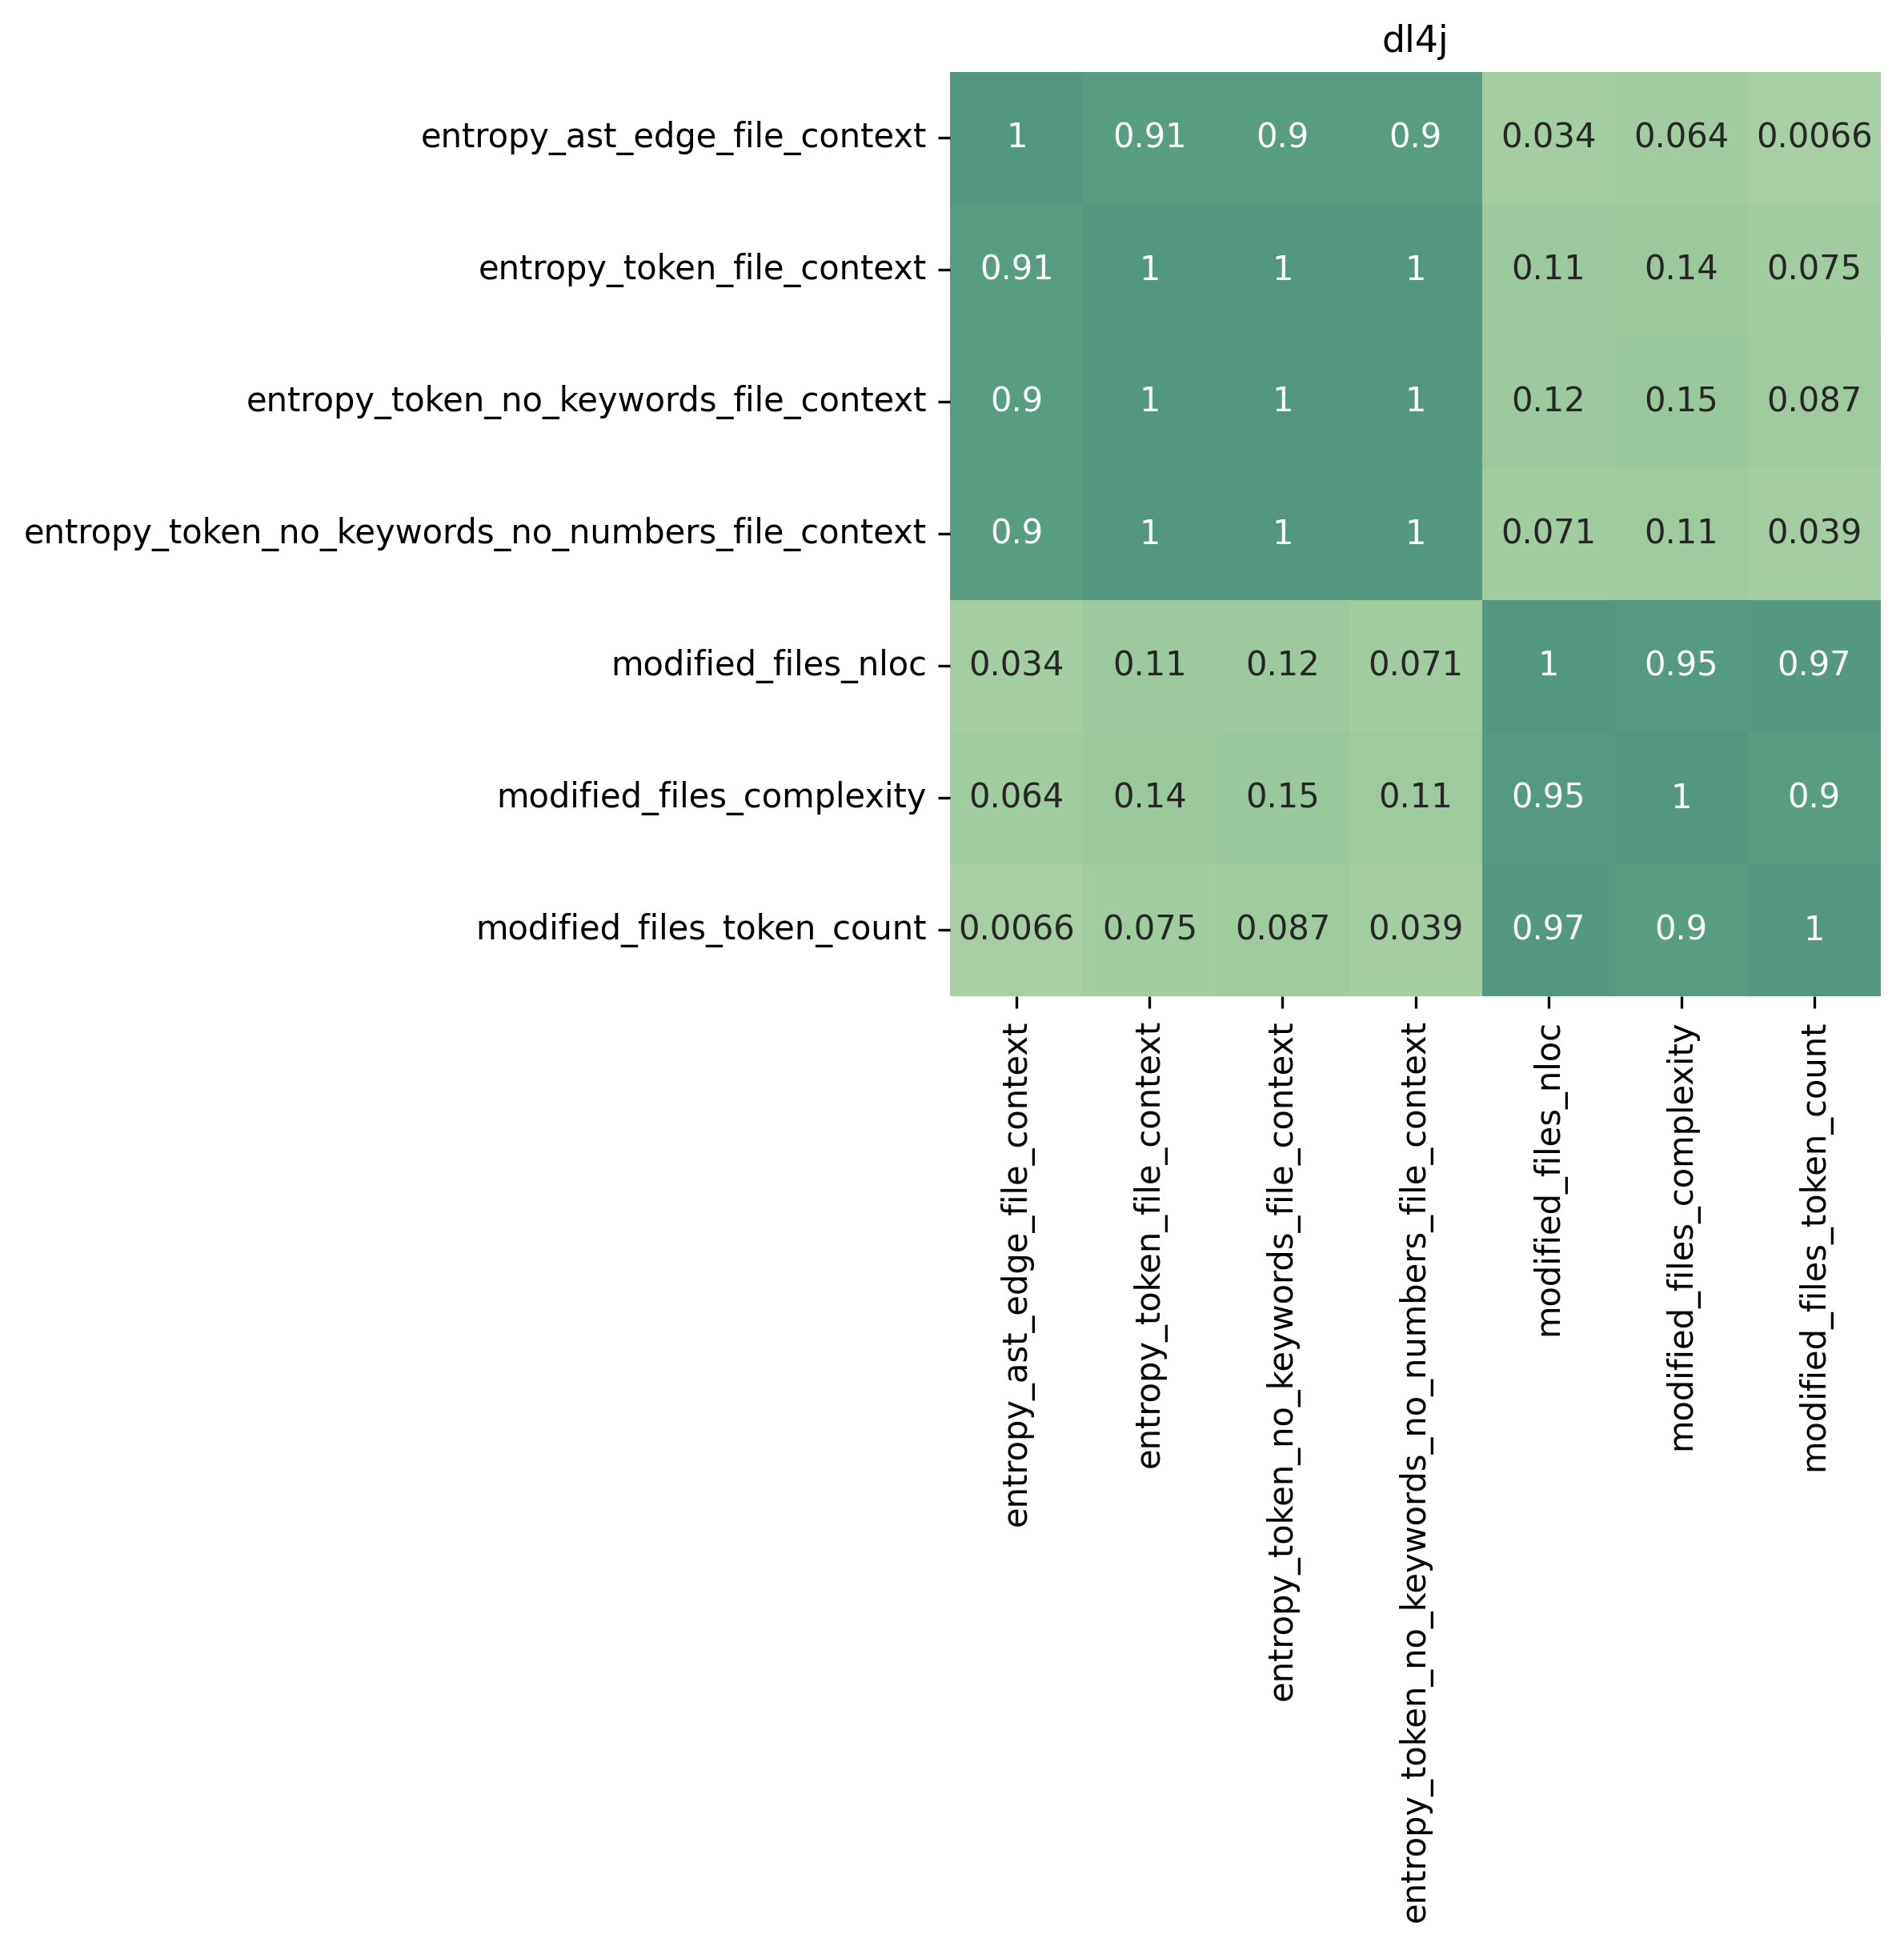 dl4j
entropy_ast_edge_file_context 1 0.91 0.9 0.9 0.034 0.064 0.0066
entropy_token_file_context 0.91 1 1 1 0.11 0.14 0.075
entropy_token_no_keywords_file_context 0.9 1 1 1 0.12 0.15 0.087
entropy_token_no_keywords_no_numbers_file_context 0.9 1 1 1 0.071 0.11 0.039
modified_files_nloc 0.034 0.11 0.12 0.071 1 0.95 0.97
modified_files_complexity 0.064 0.14 0.15 0.11 0.95 1 0.9
modified_files_token_count 0.0066 0.075 0.087 0.039 0.97 0.9 1
entropy_ast_edge_file_context
entropy_token_file_context
entropy_token_no_keywords_file_context
entropy_token_no_keywords_no_numbers_file_context
modified_files_nloc
modified_files_complexity
modified_files_token_count